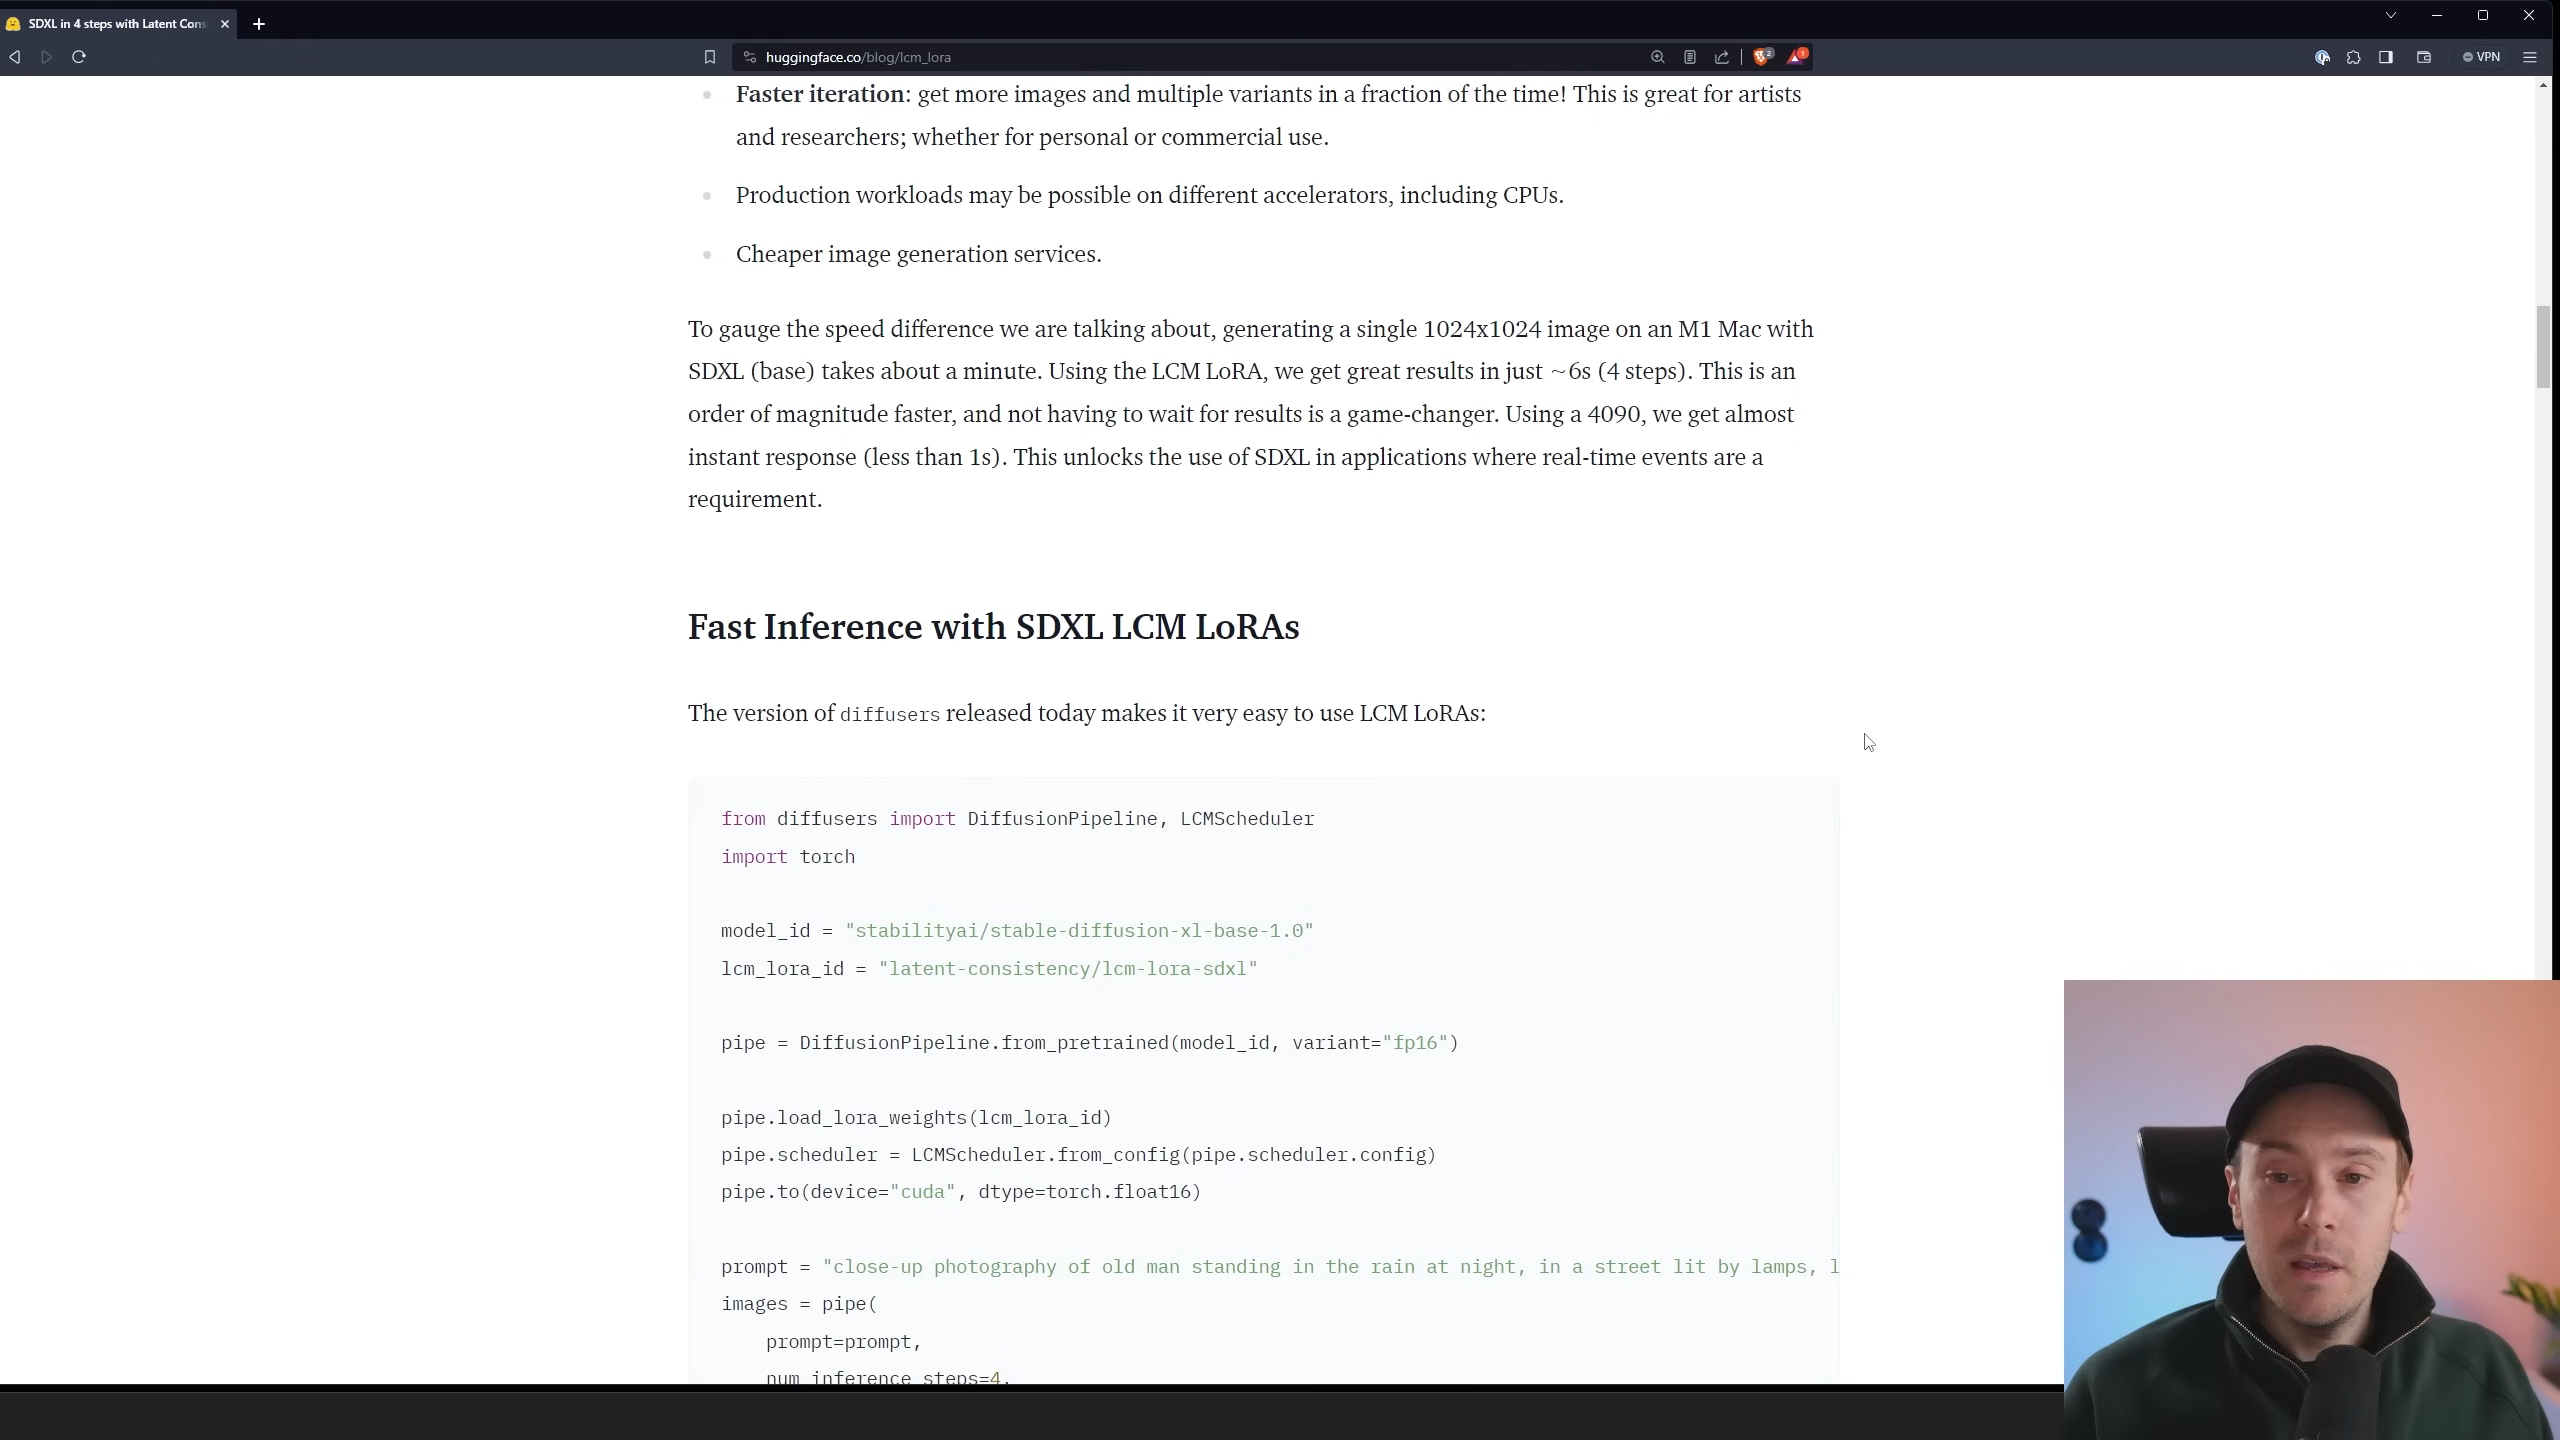 SDXL in 4 steps with Latent Cons
huggingface.co/blog/lcm_lora
2
1
VPN
Faster iteration: get more images and multiple variants in a fraction of the time! This is great for artists
and researchers; whether for personal or commercial use.
Production workloads may be possible on different accelerators, including CPUs.
Cheaper image generation services.
To gauge the speed difference we are talking about, generating a single 1024x1024 image on an M1 Mac with
SDXL (base) takes about a minute. Using the LCM LoRA, we get great results in just ~6s (4 steps). This is an
order of magnitude faster, and not having to wait for results is a game-changer. Using a 4090, we get almost
instant response (less than 1s). This unlocks the use of SDXL in applications where real-time events are a
requirement.
Fast Inference with SDXL LCM LoRAs
The version of diffusers released today makes it very easy to use LCM LoRAs:
from diffusers import DiffusionPipeline, LCMScheduler
import torch
model_id = "stabilityai/stable-diffusion-xl-base-1.0"
lcm_lora_id = "latent-consistency/lcm-lora-sdxl"
pipe = DiffusionPipeline.from_pretrained(model_id, variant="fp16")
pipe.load_lora_weights(lcm_lora_id)
pipe.scheduler = LCMScheduler.from_config(pipe.scheduler.config)
pipe.to(device="cuda", dtype=torch.float16)
prompt = "close-up photography of old man standing in the rain at night, in a street lit by lamps, l
images = pipe(
prompt=prompt,
num_inference_steps=4,